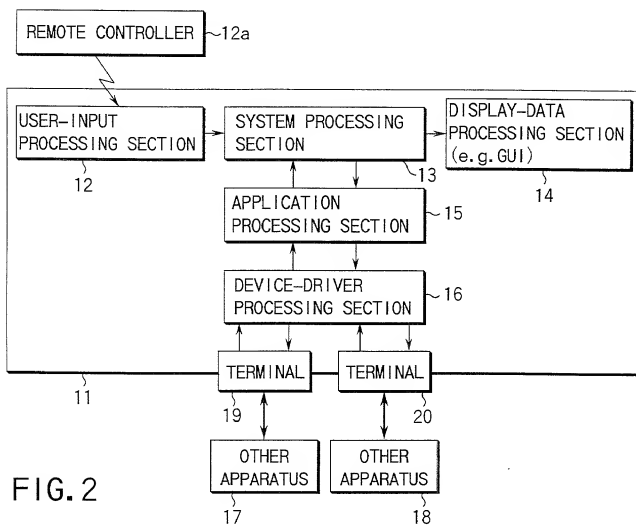 REMOTE CONTROLLER
12a
USER-INPUT
PROCESSING SECTION
12
SYSTEM PROCESSING
SECTION
13
DISPLAY-DATA
PROCESSING SECTION
(e.g.GUI)
14
APPLICATION
PROCESSING SECTION
15
DEVICE-DRIVER
PROCESSING SECTION
16
11
TERMINAL
19
TERMINAL
20
OTHER
APPARATUS
17
OTHER
APPARATUS
18
FIG.2